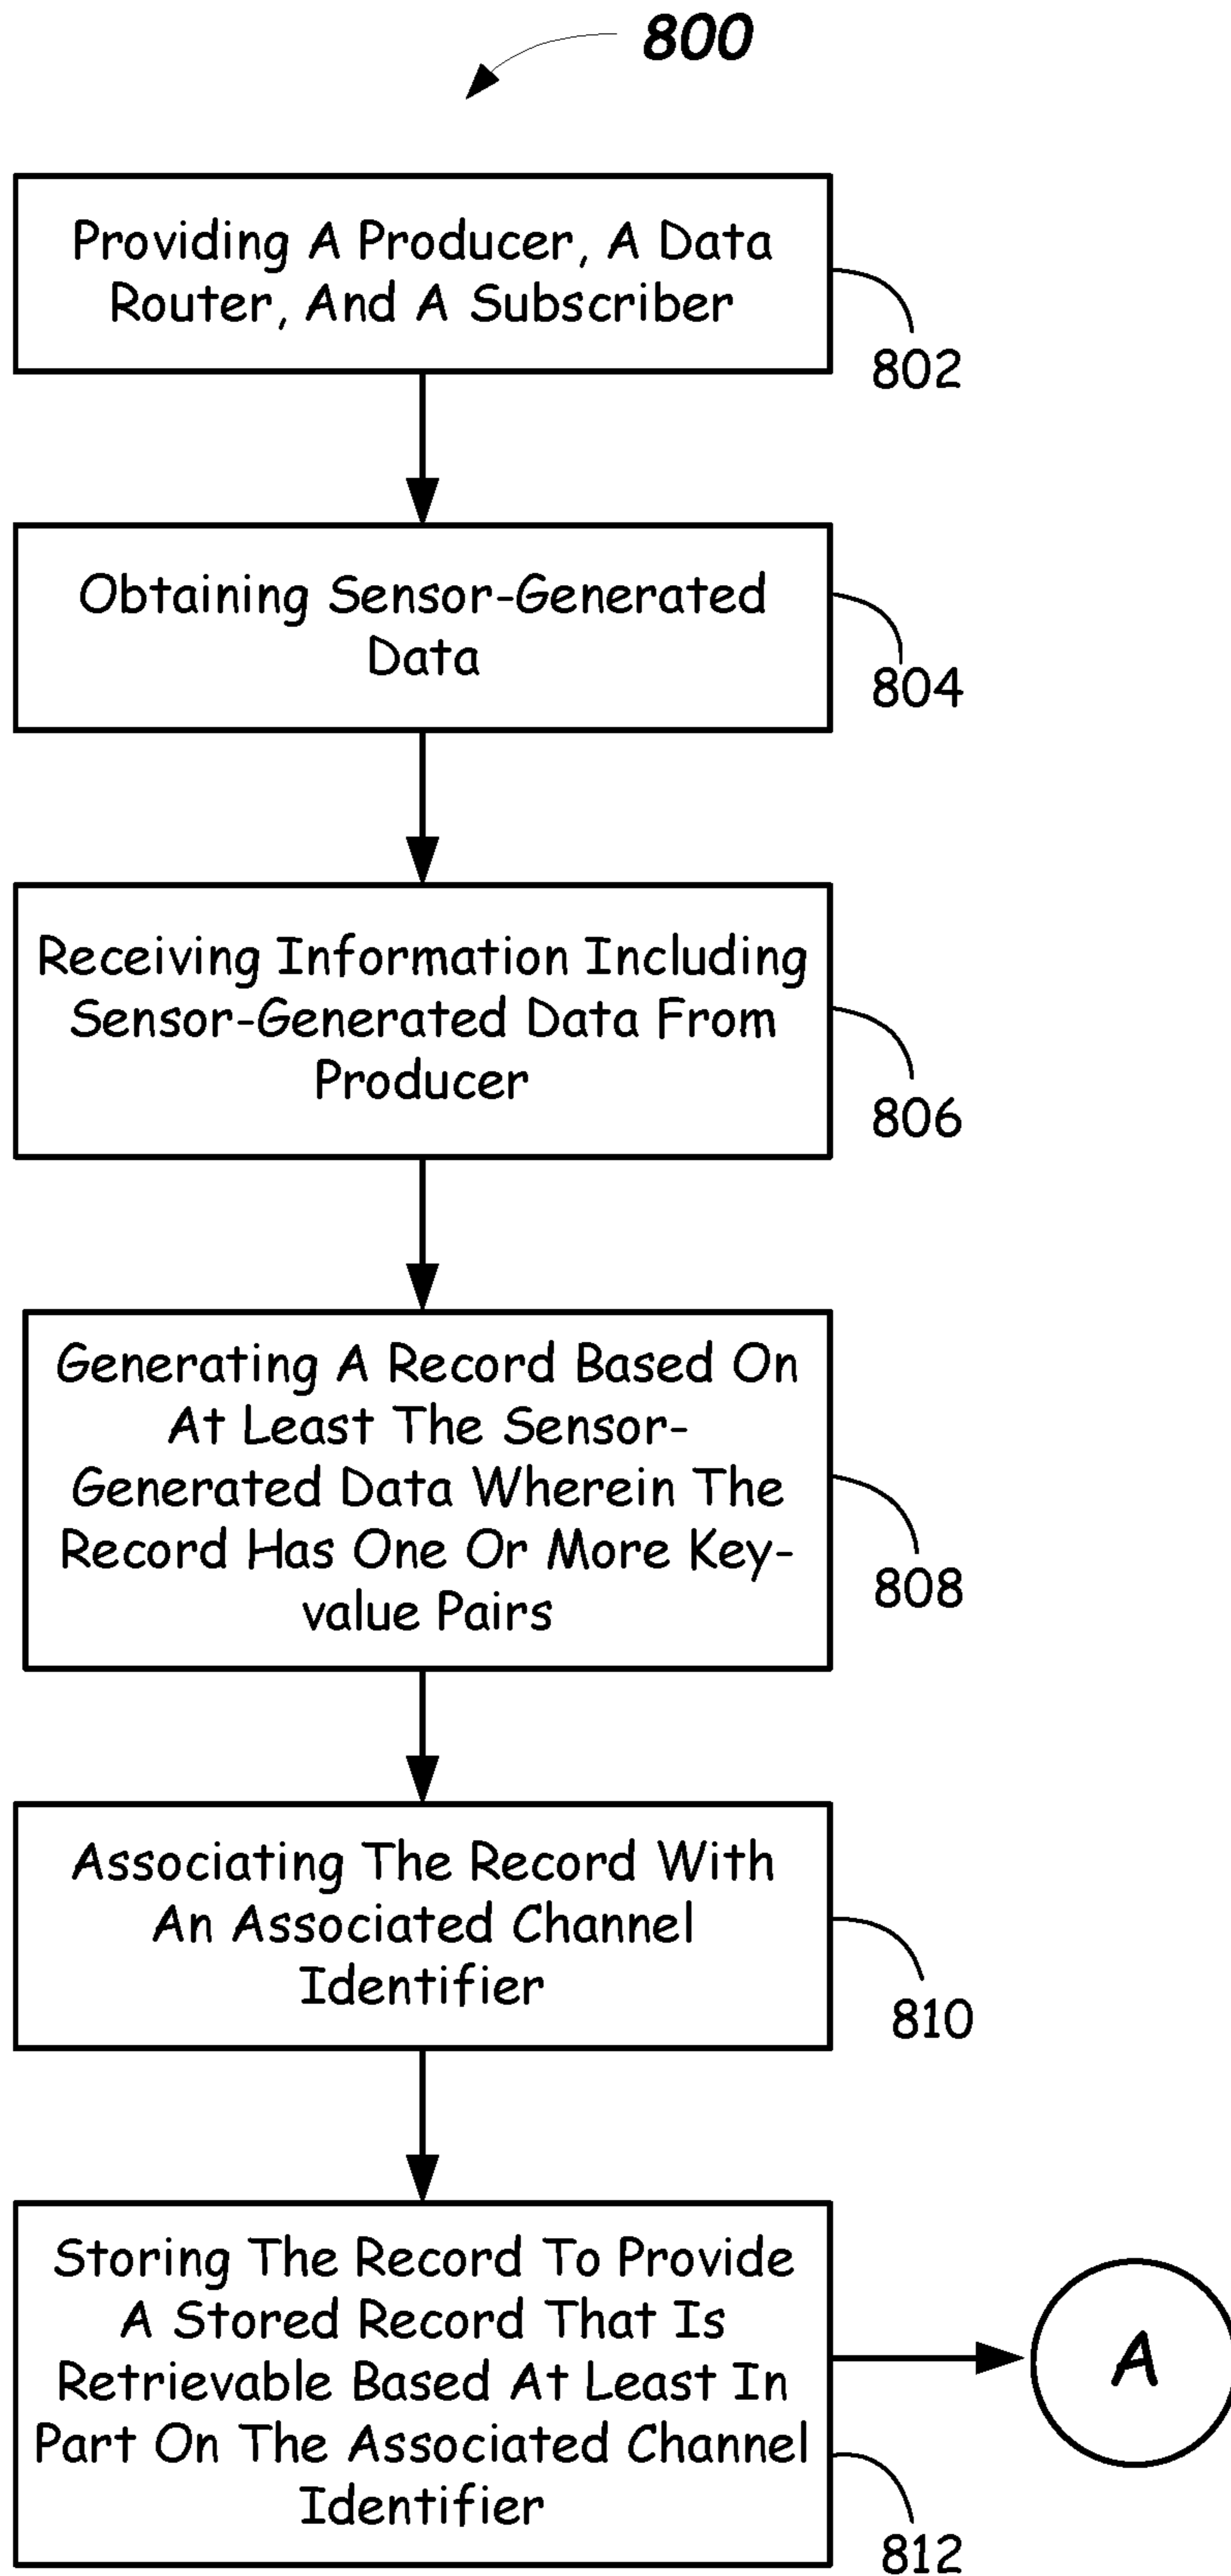 800
Providing A Producer, A Data
Router, And A Subscriber
802
Obtaining Sensor-Generated
Data
804
Receiving Information Including
Sensor-Generated Data From
Producer
806
Generating A Record Based On
At Least The Sensor-
Generated Data Wherein The
Record Has One Or More Key-
value Pairs
808
Associating The Record With
An Associated Channel
Identifier
810
Storing The Record To Provide
A Stored Record That Is
Retrievable Based At Least In
Part On The Associated Channel
Identifier
812
A